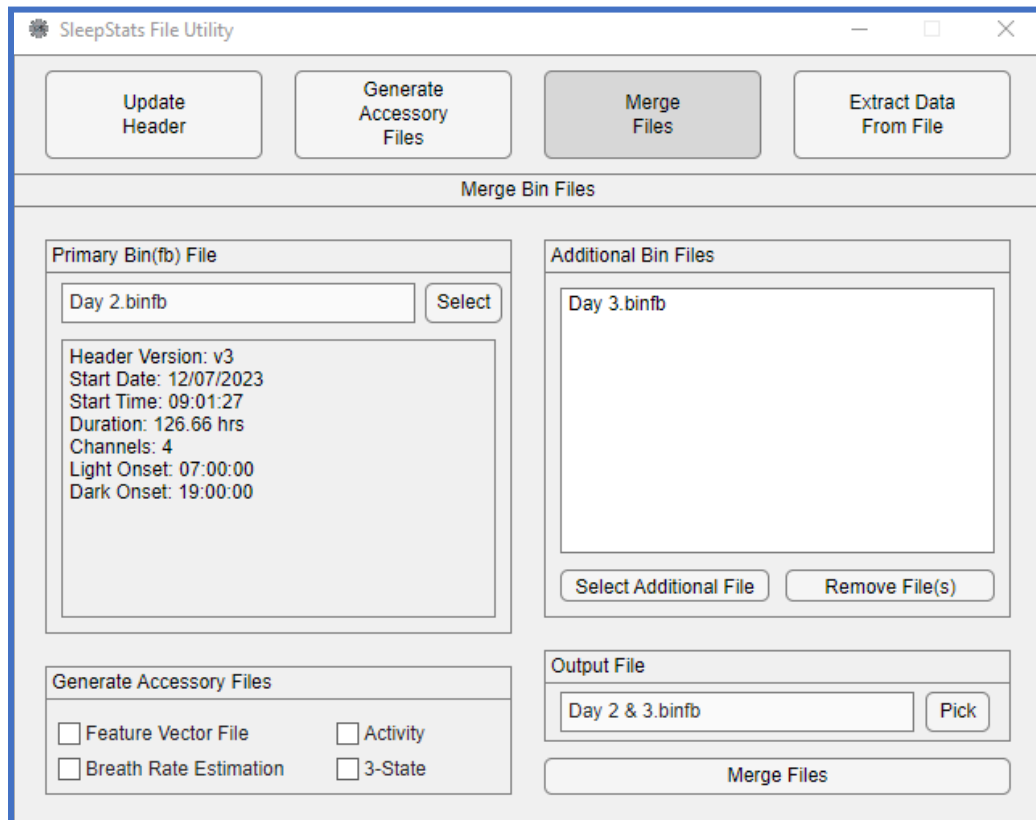 SleepStats File Utility
Update
Header
Generate
Accessory
Files
Merge
Files
Extract Data
From File
Merge Bin Files
Primary Bin(fb) File
Day 2.binfb
Select
Header Version: v3
Start Date: 12/07/2023
Start Time: 09:01:27
Duration: 126.66 hrs
Channels: 4
Light Onset: 07:00:00
Dark Onset: 19:00:00
Additional Bin Files
Day 3.binfb
Select Additional File
Remove File(s)
Generate Accessory Files
Feature Vector File
Activity
Breath Rate Estimation
3-State
Output File
Day 2 & 3.binfb
Pick
Merge Files